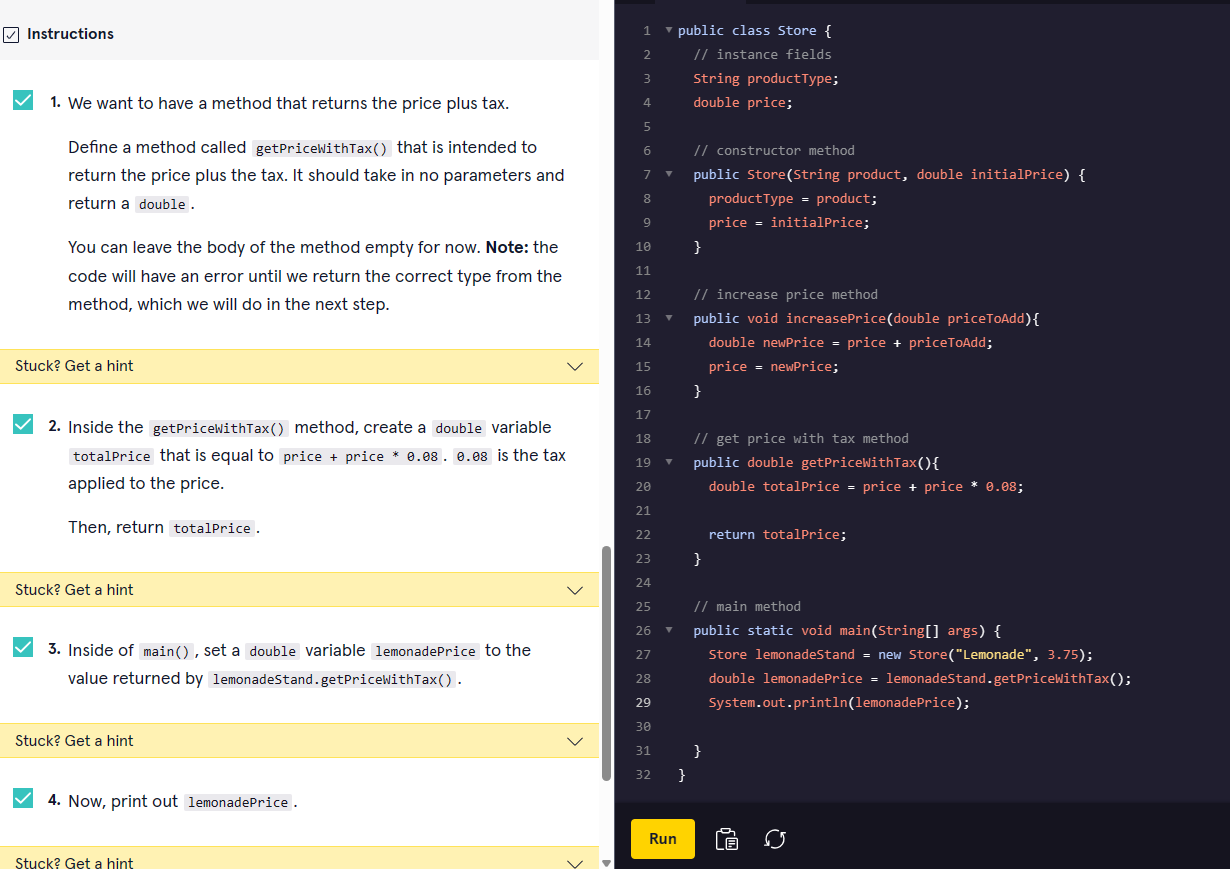 Instructions
1. We want to have a method that returns the price plus tax.
Define a method called getPriceWithTax() that is intended to
return the price plus the tax. It should take in no parameters and
return a double.
You can leave the body of the method empty for now. Note: the
code will have an error until we return the correct type from the
method, which we will do in the next step.
Stuck? Get a hint
2. Inside the getPriceWithTax() method, create a double variable
totalPrice that is equal to price + price * 0.08. 0.08 is the tax
applied to the price.
Then, return totalPrice.
Stuck? Get a hint
3. Inside of main(), set a double variable lemonadePrice to the
value returned by lemonadeStand.getPriceWithTax().
Stuck? Get a hint
4. Now, print out lemonadePrice.
Stuck? Get a hint
1 public class Store {
2 // instance fields
3 String productType;
4 double price;
5
6 // constructor method
7 public Store(String product, double initialPrice) {
8 productType = product;
9 price = initialPrice;
10 }
11
12 // increase price method
13 public void increasePrice(double priceToAdd){
14 double newPrice = price + priceToAdd;
15 price = newPrice;
16 }
17
18 // get price with tax method
19 public double getPriceWithTax(){
20 double totalPrice = price + price * 0.08;
21
22 return totalPrice;
23 }
24
25 // main method
26 public static void main(String[] args) {
27 Store lemonadeStand = new Store("Lemonade", 3.75);
28 double lemonadePrice = lemonadeStand.getPriceWithTax();
29 System.out.println(lemonadePrice);
30
31 }
32 }
Run